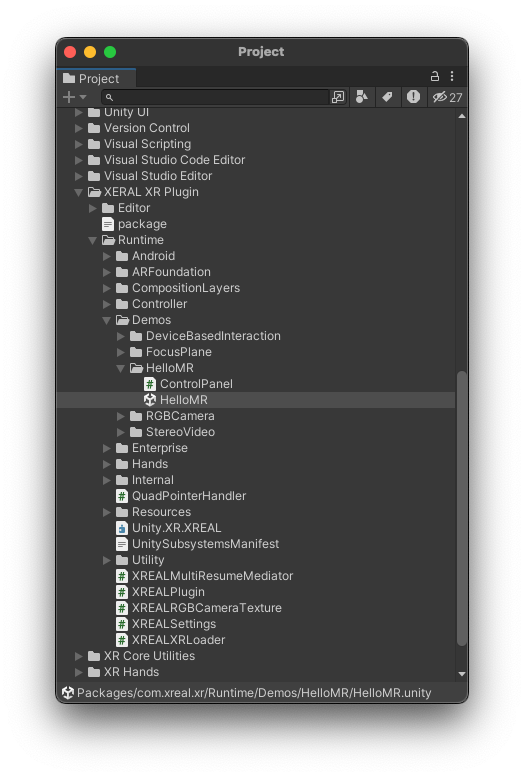 Project
Project
27
Unity UI
Version Control
Visual Scripting
Visual Studio Code Editor
Visual Studio Editor
XERAL XR Plugin
Editor
package
Runtime
Android
ARFoundation
CompositionLayers
Controller
Demos
DeviceBasedInteraction
FocusPlane
HelloMR
ControlPanel
HelloMR
RGBCamera
StereoVideo
Enterprise
Hands
Internal
QuadPointerHandler
Resources
Unity.XR.XREAL
UnitySubsystemsManifest
Utility
XREALMultiResumeMediator
XREALPlugin
XREALRGBCameraTexture
XREALSettings
XREALXRLoader
XR Core Utilities
XR Hands
Packages/com.xreal.xr/Runtime/Demos/HelloMR/HelloMR.unity